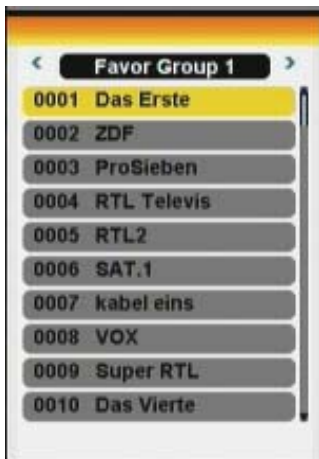 Favor Group 1
0001 Das Erste
0002 ZDF
0003 ProSieben
0004 RTL Televis
0005 RTL2
0006 SAT.1
0007 kabel eins
0008 VOX
0009 Super RTL
0010 Das Vierte